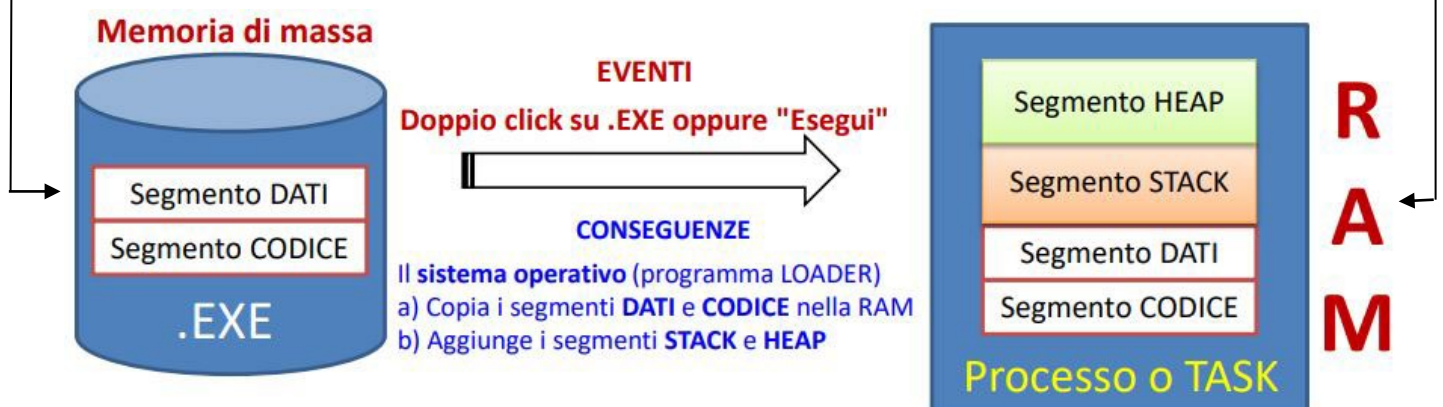 Memoria di massa
Segmento DATI
Segmento CODICE
.EXE
EVENTI
Doppio click su .EXE oppure "Esegui"
CONSEGUENZE
Il sistema operativo (programma LOADER)
a) Copia i segmenti DATI e CODICE nella RAM
b) Aggiunge i segmenti STACK e HEAP
Segmento HEAP
Segmento STACK
Segmento DATI
Segmento CODICE
Processo o TASK
R
A
M